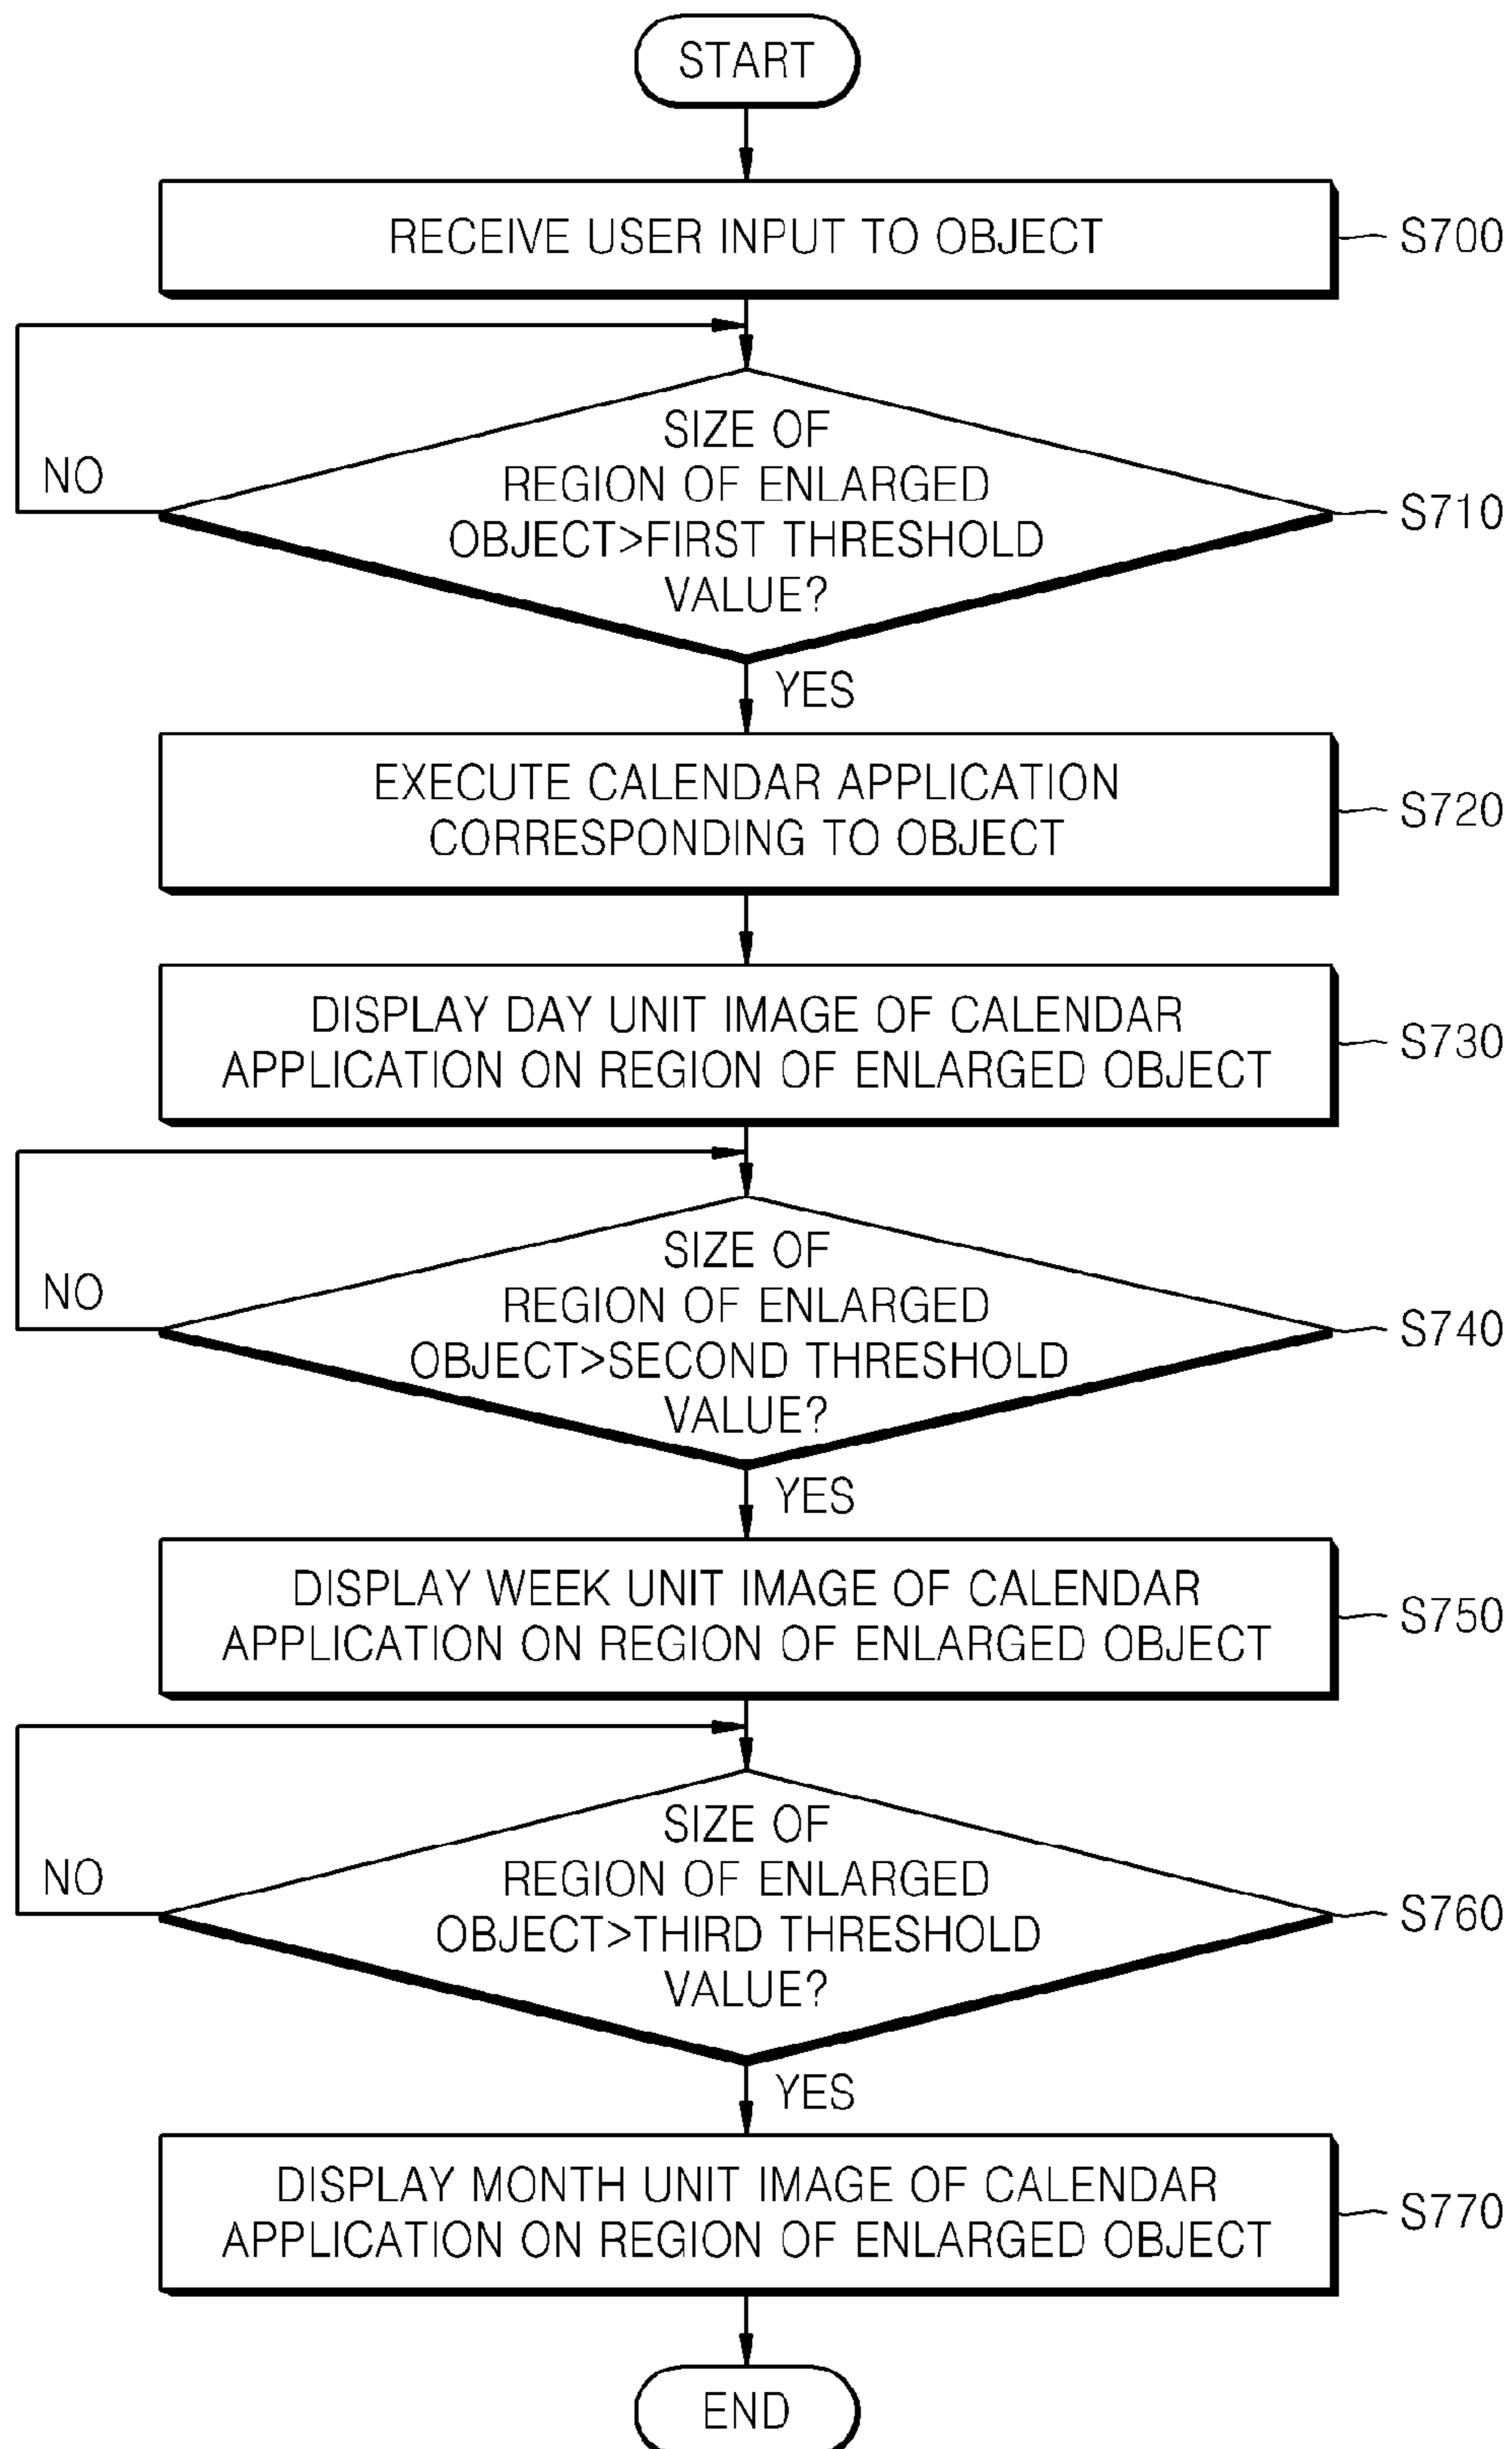 START
RECEIVE USER INPUT TO OBJECT
S700
SIZE OF
REGION OF ENLARGED
OBJECT>FIRST THRESHOLD
VALUE?
NO
S710
YES
EXECUTE CALENDAR APPLICATION
CORRESPONDING TO OBJECT
S720
DISPLAY DAY UNIT IMAGE OF CALENDAR
APPLICATION ON REGION OF ENLARGED OBJECT
S730
SIZE OF
REGION OF ENLARGED
OBJECT>SECOND THRESHOLD
VALUE?
NO
S740
YES
DISPLAY WEEK UNIT IMAGE OF CALENDAR
APPLICATION ON REGION OF ENLARGED OBJECT
S750
SIZE OF
REGION OF ENLARGED
OBJECT>THIRD THRESHOLD
VALUE?
NO
S760
YES
DISPLAY MONTH UNIT IMAGE OF CALENDAR
APPLICATION ON REGION OF ENLARGED OBJECT
S770
END